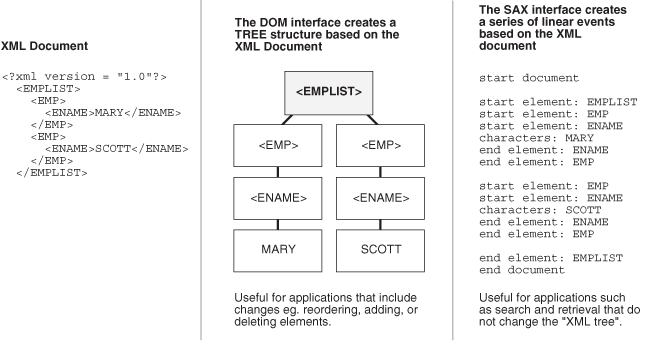 XML Document
<?xml version = "1.0"?>
<EMPLIST>
<EMP>
<ENAME>MARY</ENAME>
</EMP>
<EMP>
<ENAME>SCOTT</ENAME>
</EMP>
</EMPLIST>
The DOM interface creates a
TREE structure based on the
XML Document
<EMPLIST>
<EMP> <EMP>
<ENAME> <ENAME>
MARY SCOTT
Useful for applications that include
changes eg. reordering, adding, or
deleting elements.
The SAX interface creates
a series of linear events
based on the XML
document
start document
start element: EMPLIST
start element: EMP
start element: ENAME
characters: MARY
end element: ENAME
end element: EMP
start element: EMP
start element: ENAME
characters: SCOTT
end element: ENAME
end element: EMP
end element: EMPLIST
end document
Useful for applications such
as search and retrieval that do
not change the "XML tree".